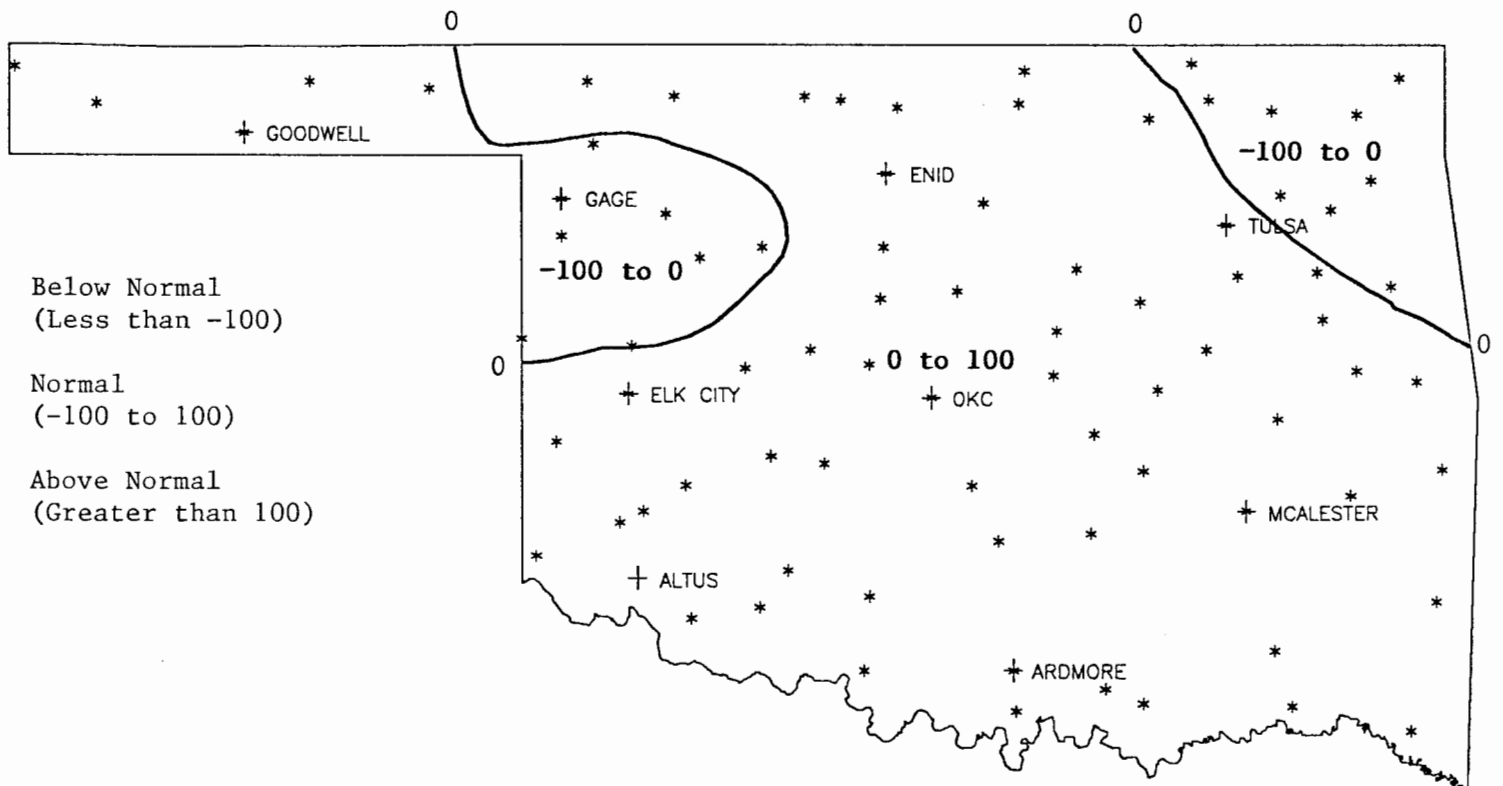 0
0
GOODWELL
-100 to 0
ENID
GAGE
TULSA
-100 to 0
Below Normal
(Less than -100)
0
0 to 100
0
ELK CITY
OKC
Normal
(-100 to 100)
Above Normal
(Greater than 100)
MCALESTER
ALTUS
ARDMORE